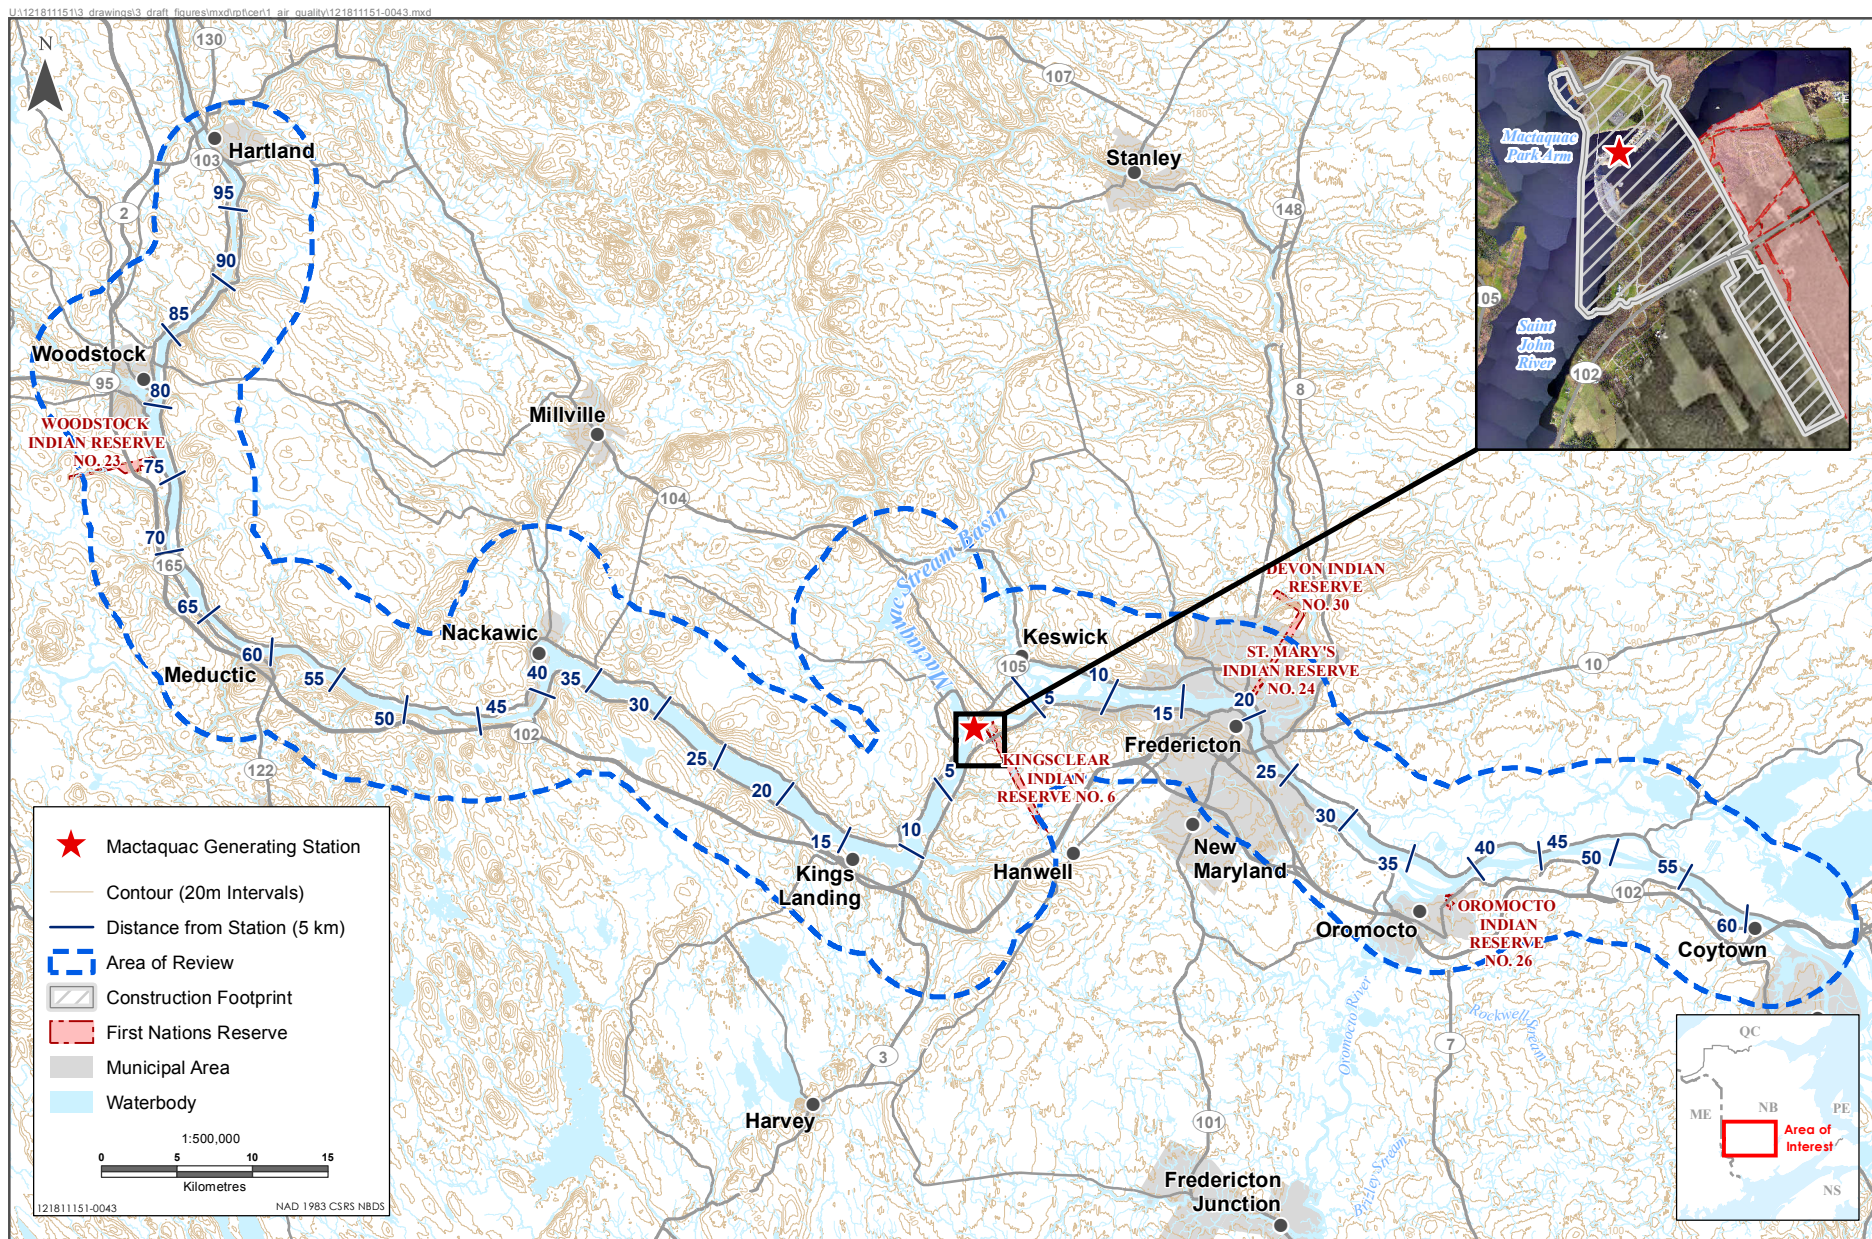 U:\121811151\3_drawings\3_draft_figures\mxd\rpt\cer\1_air_quality\121811151-0043.mxd
N
130
107
Hartland
103
95
2
90
85
Woodstock
95
80
WOODSTOCK
INDIAN RESERVE
NO. 23
75
70
165
65
60
Meductic
55
50
45
40
Nackawic
35
30
102
122
25
20
15
Kings
Landing
10
5
Millville
104
Stanley
148
8
Mactaquac Stream Basin
Keswick
105
5
10
15
20
Fredericton
DEVON INDIAN
RESERVE
NO. 30
ST. MARY'S
INDIAN RESERVE
NO. 24
10
KINGSCLEAR
INDIAN
RESERVE NO. 6
Hanwell
New
Maryland
25
30
35
40
45
50
55
60
102
Oromocto
OROMOCTO
INDIAN
RESERVE
NO. 26
Coytown
Oromocto River
Rockwell Stream
7
3
Harvey
101
Brizley Stream
Fredericton
Junction
Mactaquac
Park Arm
Saint
John
River
105
102
Mactaquac Generating Station
Contour (20m Intervals)
Distance from Station (5 km)
Area of Review
Construction Footprint
First Nations Reserve
Municipal Area
Waterbody
1:500,000
0 5 10 15
Kilometres
121811151-0043
NAD 1983 CSRS NBDS
QC
ME
NB
PE
NS
Area of
Interest